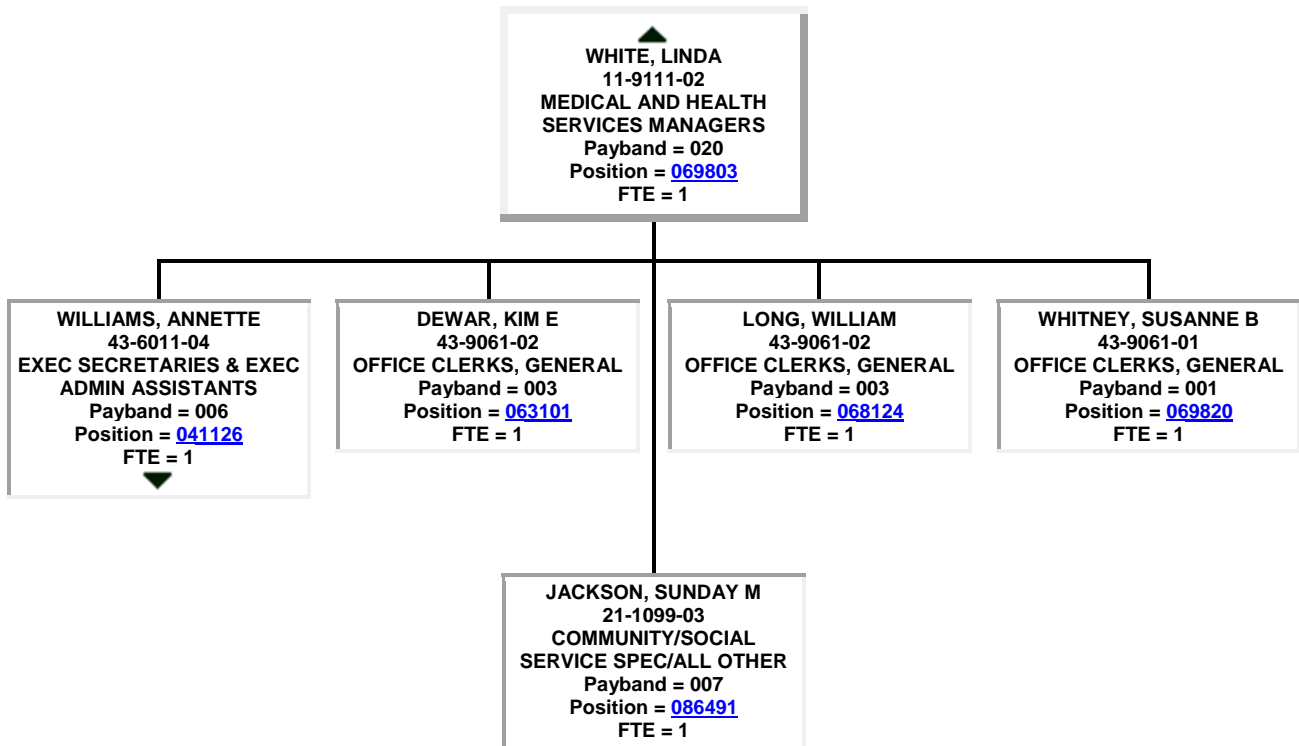 WHITE, LINDA
11-9111-02
MEDICAL AND HEALTH
SERVICES MANAGERS
Payband = 020
Position = 069803
FTE = 1
WILLIAMS, ANNETTE
43-6011-04
EXEC SECRETARIES & EXEC
ADMIN ASSISTANTS
Payband = 006
Position = 041126
FTE = 1
DEWAR, KIM E
43-9061-02
OFFICE CLERKS, GENERAL
Payband = 003
Position = 063101
FTE = 1
LONG, WILLIAM
43-9061-02
OFFICE CLERKS, GENERAL
Payband = 003
Position = 068124
FTE = 1
WHITNEY, SUSANNE B
43-9061-01
OFFICE CLERKS, GENERAL
Payband = 001
Position = 069820
FTE = 1
JACKSON, SUNDAY M
21-1099-03
COMMUNITY/SOCIAL
SERVICE SPEC/ALL OTHER
Payband = 007
Position = 086491
FTE = 1